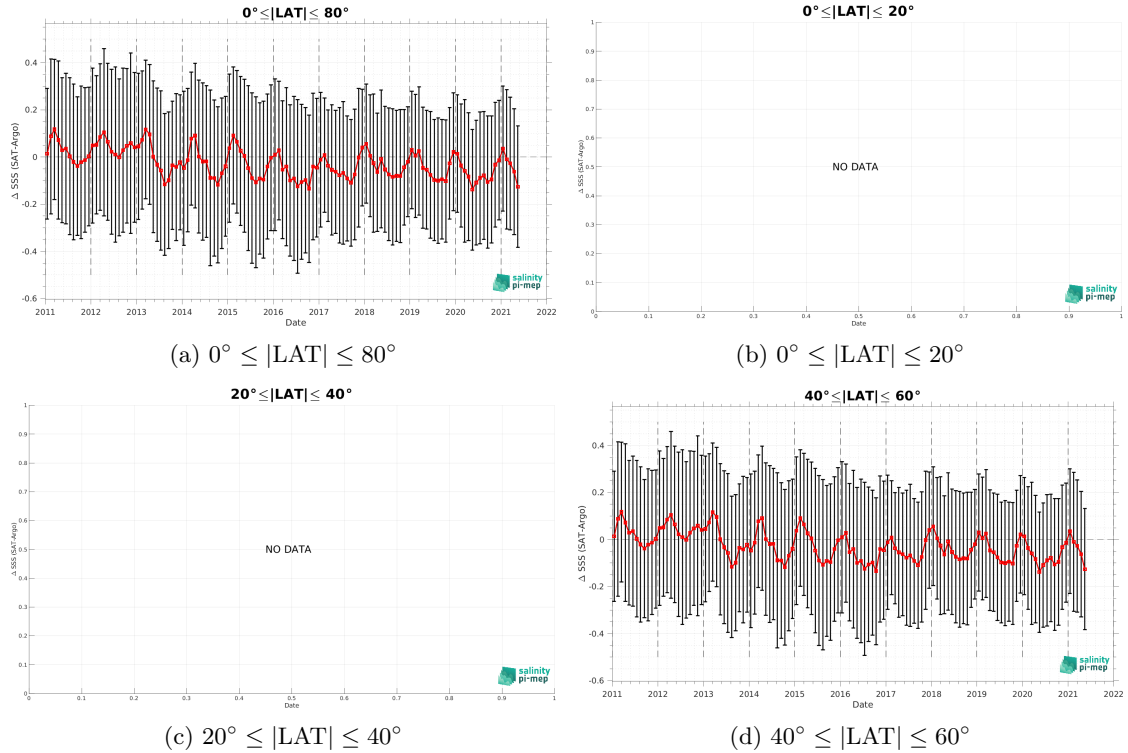 0°≤|LAT|≤ 80°
Δ SSS (SAT-Argo)
0.4
0.2
0
-0.2
-0.4
-0.6
2011 2012 2013 2014 2015 2016 2017 2018 2019 2020 2021 2022
Date
salinity
pi-mep
(a) 0° ≤ |LAT| ≤ 80°
0°≤|LAT|≤ 20°
Δ SSS (SAT-Argo)
1
0.9
0.8
0.7
0.6
0.5
0.4
0.3
0.2
0.1
0
NO DATA
0 0.1 0.2 0.3 0.4 0.5 0.6 0.7 0.8 0.9 1
Date
salinity
pi-mep
(b) 0° ≤ |LAT| ≤ 20°
20°≤|LAT|≤ 40°
Δ SSS (SAT-Argo)
1
0.9
0.8
0.7
0.6
0.5
0.4
0.3
0.2
0.1
0
NO DATA
0 0.1 0.2 0.3 0.4 0.5 0.6 0.7 0.8 0.9 1
Date
salinity
pi-mep
(c) 20° ≤ |LAT| ≤ 40°
40°≤|LAT|≤ 60°
Δ SSS (SAT-Argo)
0.4
0.2
0
-0.2
-0.4
-0.6
2011 2012 2013 2014 2015 2016 2017 2018 2019 2020 2021 2022
Date
salinity
pi-mep
(d) 40° ≤ |LAT| ≤ 60°